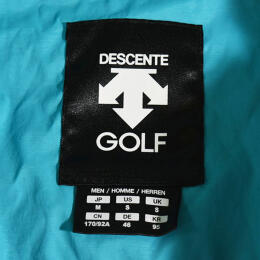 DESCENTE
GOLF
MEN / HOMME / HERREN
JP US UK
M S S
CN DE KR
170/92A 46 95